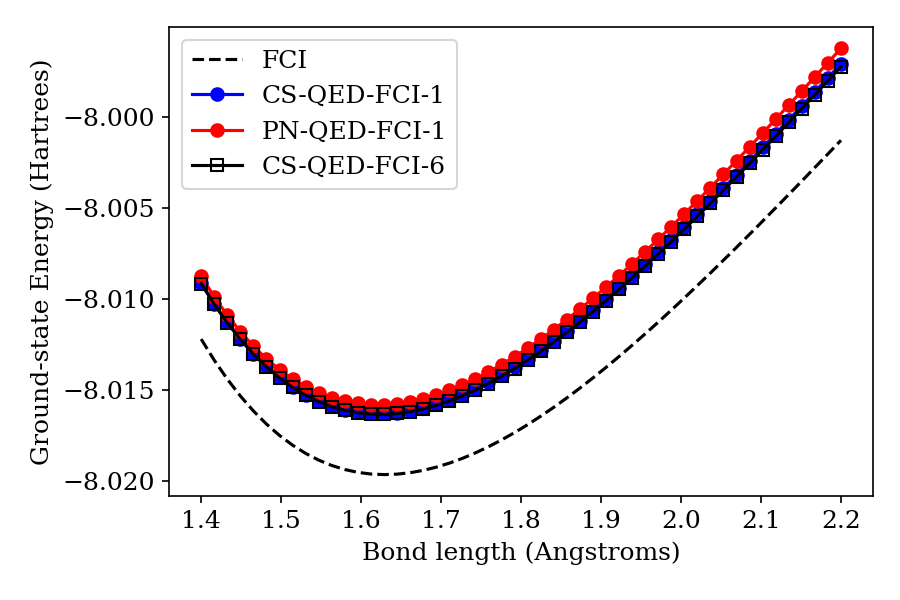 Ground-state Energy (Hartrees)
−8.000
−8.005
−8.010
−8.015
−8.020
FCI
CS-QED-FCI-1
PN-QED-FCI-1
CS-QED-FCI-6
1.4 1.5 1.6 1.7 1.8 1.9 2.0 2.1 2.2
Bond length (Angstroms)